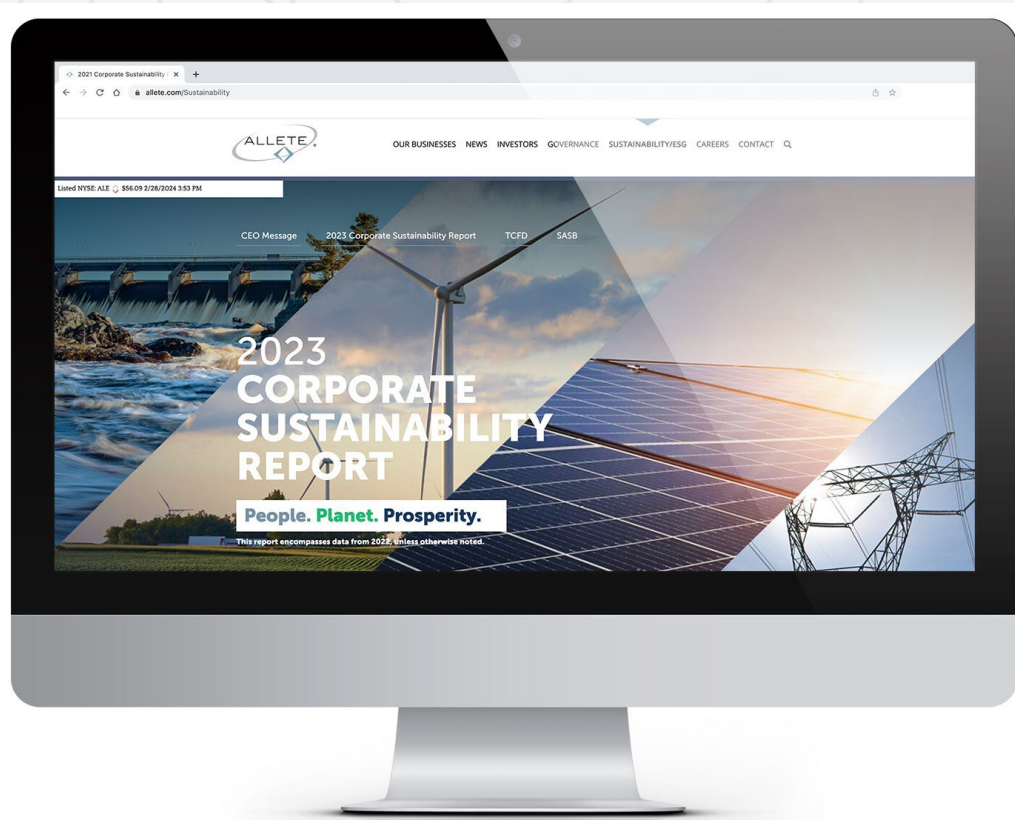 2021 Corporate Sustainability
allete.com/Sustainability
ALLETE
OUR BUSINESSES NEWS INVESTORS GOVERNANCE SUSTAINABILITY/ESG CAREERS CONTACT
Listed NYSE: ALE $56.09 2/28/2024 3:53 PM
CEO Message 2023 Corporate Sustainability Report TCFD SASB
2023
CORPORATE
SUSTAINABILITY
REPORT
People. Planet. Prosperity.
This report encompasses data from 2022, unless otherwise noted.